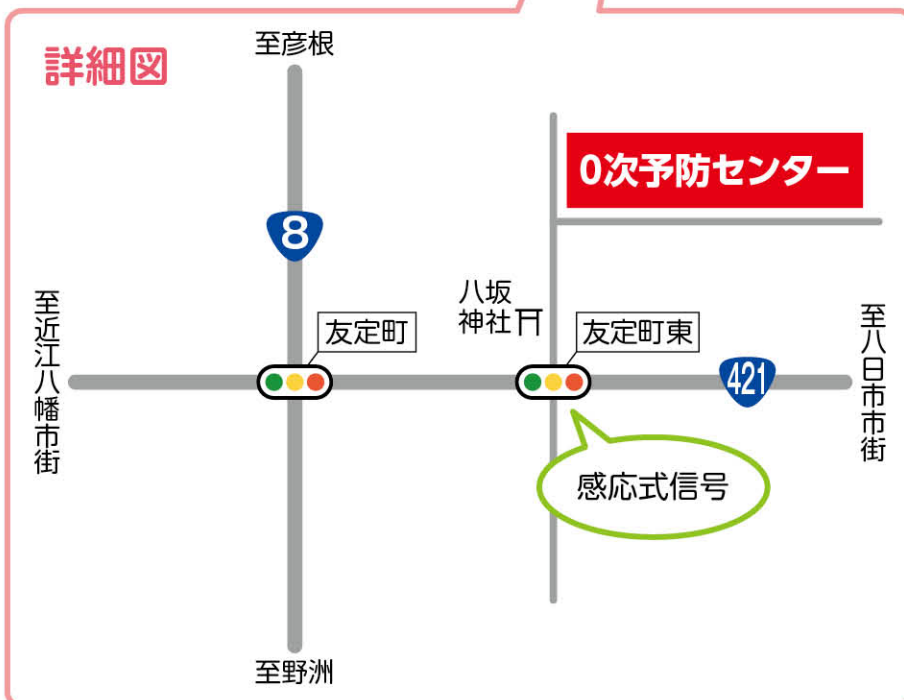 詳細図
至彦根
0次予防センター
8
八坂
神社
友定町
友定町東
至近江八幡市街
421
至八日市市街
感応式信号
至野洲